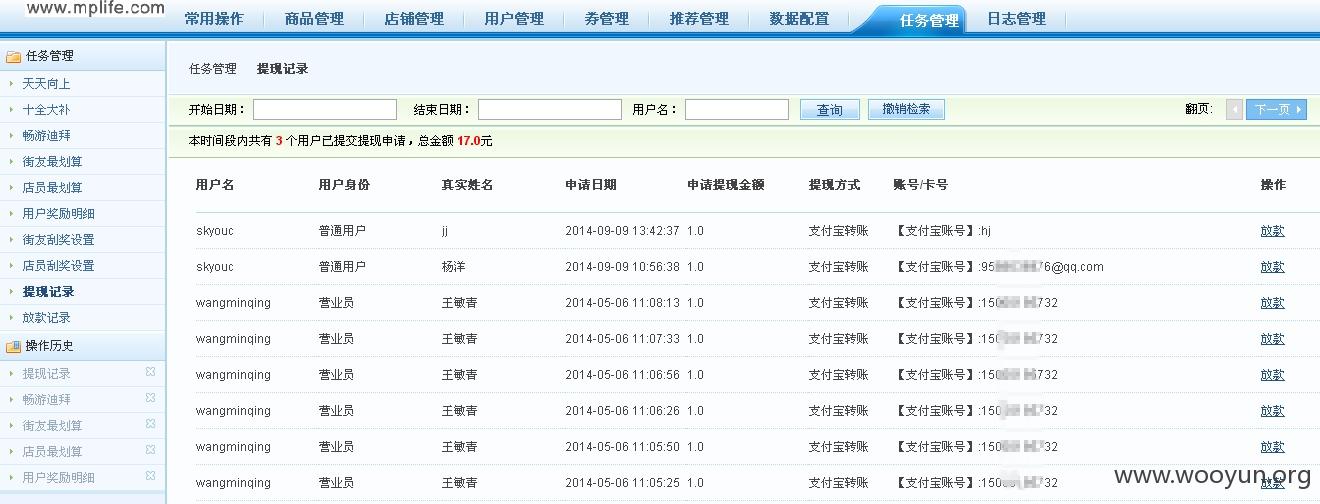 www.mplife.com
常用操作 商品管理 店铺管理 用户管理 券管理 推荐管理 数据配置 任务管理 日志管理
任务管理
天天向上
十全大补
畅游迪拜
街友最划算
店员最划算
用户奖励明细
街友刮奖设置
店员刮奖设置
提现记录
放款记录
操作历史
提现记录
畅游迪拜
街友最划算
店员最划算
用户奖励明细
任务管理 提现记录
开始日期： 结束日期： 用户名： 查询 撤销检索 翻页: 下一页
本时间段内共有 3 个用户已提交提现申请，总金额 17.0元
用户名 用户身份 真实姓名 申请日期 申请提现金额 提现方式 账号/卡号 操作
skyouc 普通用户 jj 2014-09-09 13:42:37 1.0 支付宝转账 【支付宝账号】:hj 放款
skyouc 普通用户 杨洋 2014-09-09 10:56:38 1.0 支付宝转账 【支付宝账号】:95 6@qq.com 放款
wangminqing 营业员 王敏青 2014-05-06 11:08:13 1.0 支付宝转账 【支付宝账号】:150 732 放款
wangminqing 营业员 王敏青 2014-05-06 11:07:33 1.0 支付宝转账 【支付宝账号】:150 732 放款
wangminqing 营业员 王敏青 2014-05-06 11:06:56 1.0 支付宝转账 【支付宝账号】:150 732 放款
wangminqing 营业员 王敏青 2014-05-06 11:06:26 1.0 支付宝转账 【支付宝账号】:150 32 放款
wangminqing 营业员 王敏青 2014-05-06 11:05:50 1.0 支付宝转账 【支付宝账号】:150 732 放款
wangminqing 营业员 王敏青 2014-05-06 11:05:25 1.0 支付宝转账 【支付宝账号】:150 32 放款
www.wooyun.org